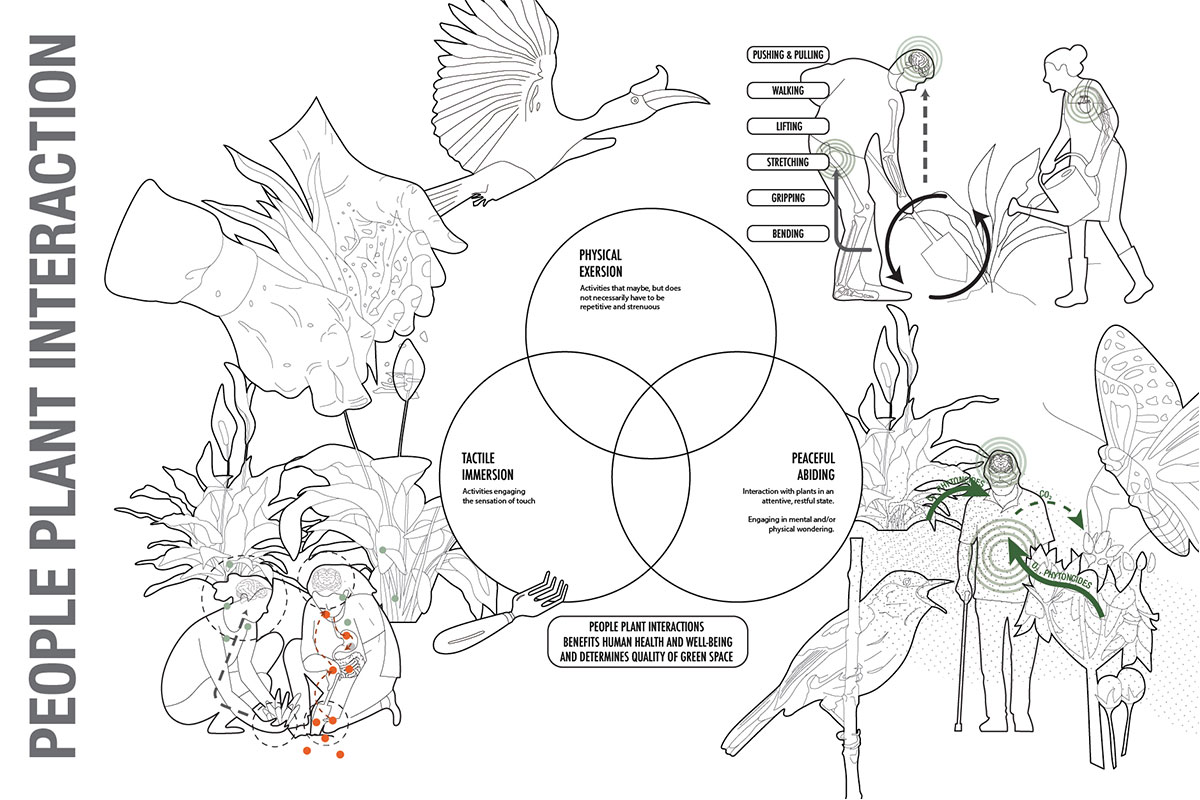 PEOPLE PLANT INTERACTION
PUSHING & PULLING
WALKING
LIFTING
STRETCHING
GRIPPING
BENDING
PHYSICAL
EXERSION
Activities that maybe, but does
not necessarily have to be
repetitive and strenuous
TACTILE
IMMERSION
Activities engaging
the sensation of touch
PEACEFUL
ABIDING
Interaction with plants in an
attentive, restful state.
Engaging in mental and/or
physical wondering.
O₂, PHYTONCIDES
CO₂
O₂, PHYTONCIDES
PEOPLE PLANT INTERACTIONS
BENEFITS HUMAN HEALTH AND WELL-BEING
AND DETERMINES QUALITY OF GREEN SPACE